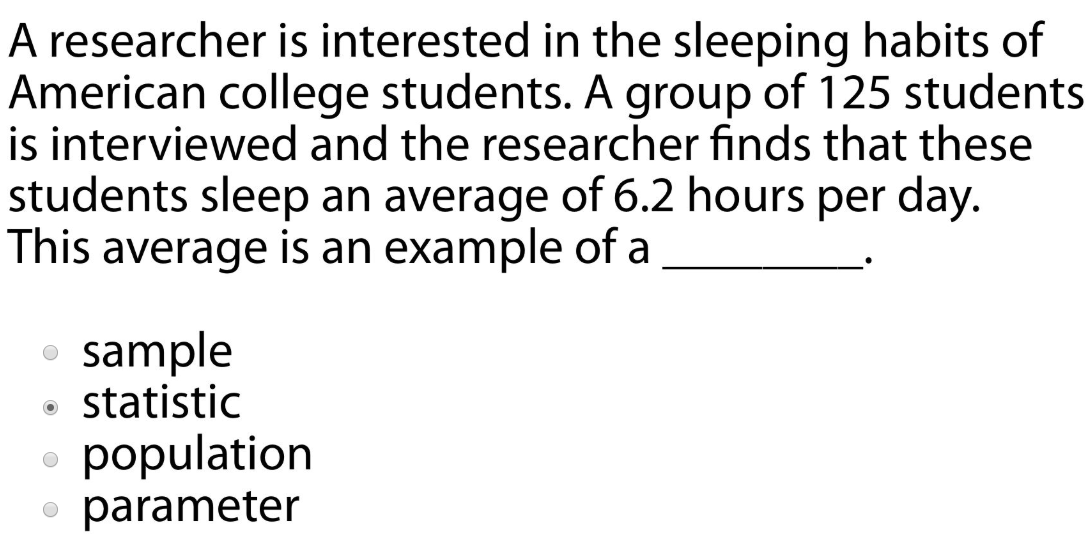 A researcher is interested in the sleeping habits of
American college students. A group of 125 students
is interviewed and the researcher finds that these
students sleep an average of 6.2 hours per day.
This average is an example of a _________.
sample
statistic
population
parameter